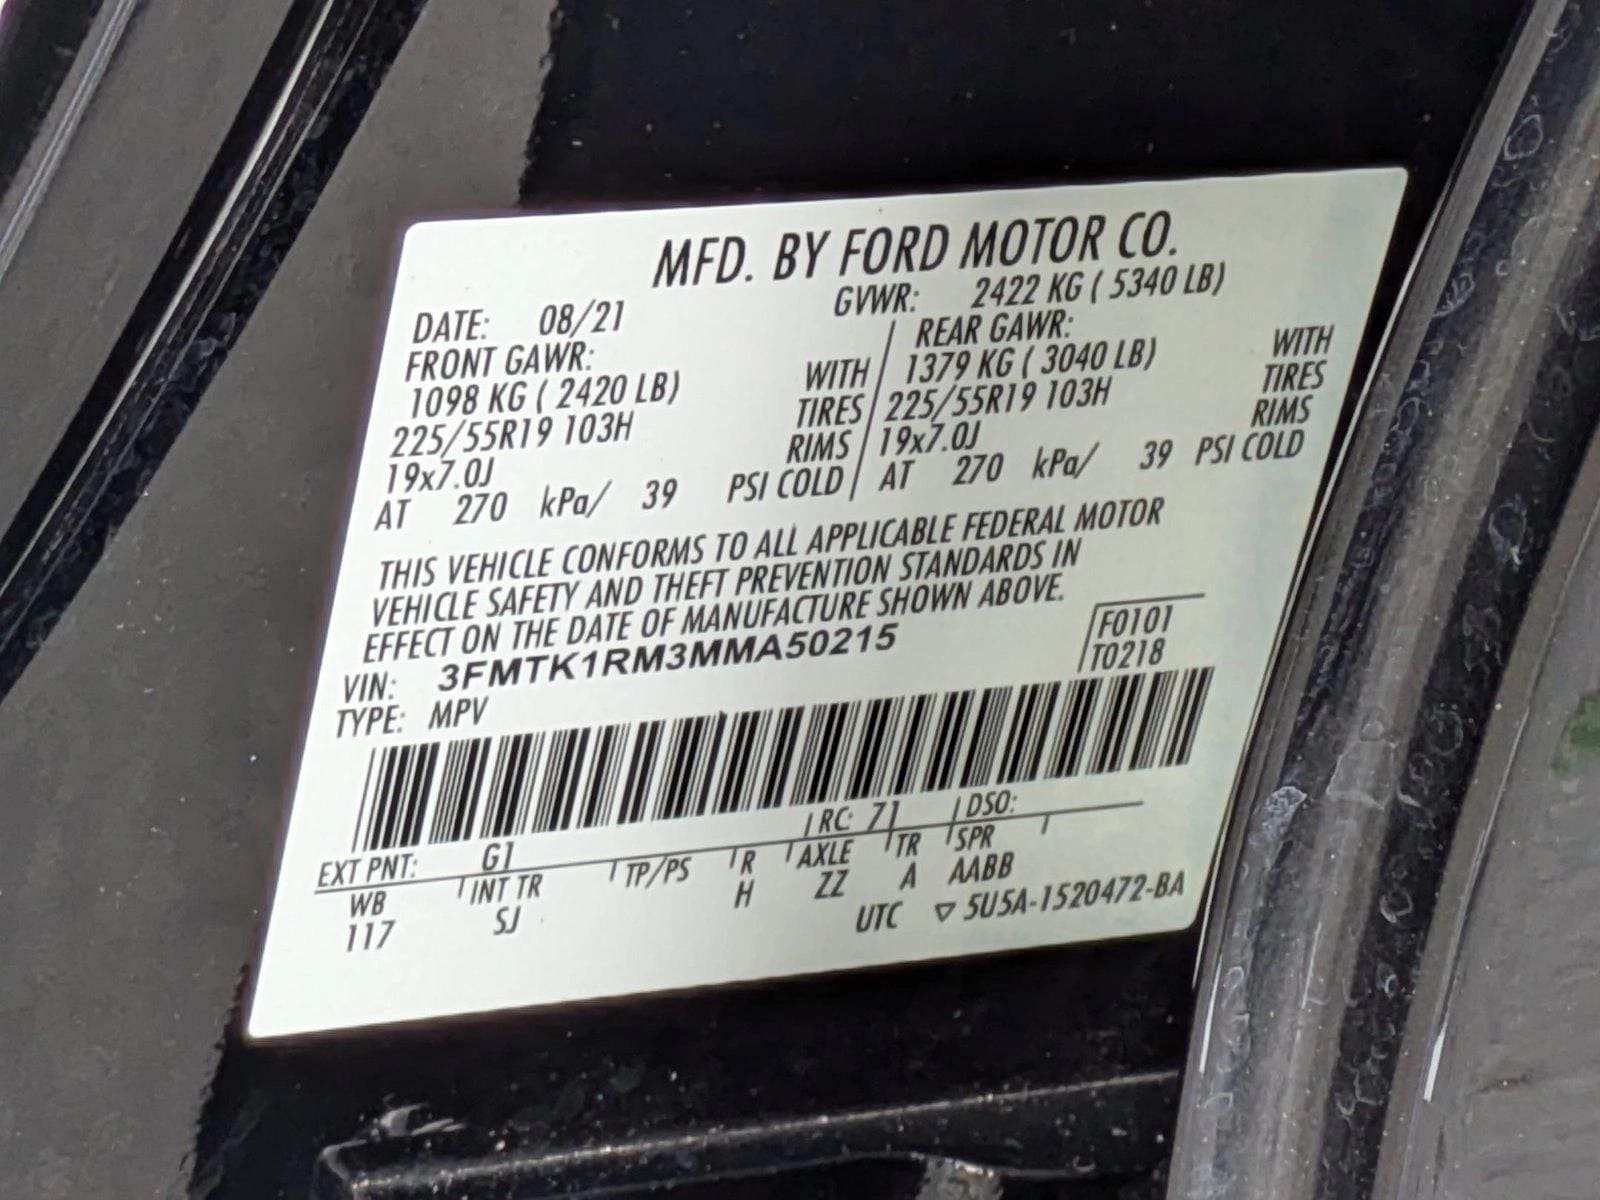 MFD. BY FORD MOTOR CO.
DATE: 08/21 GVWR: 2422 KG ( 5340 LB)
FRONT GAWR: REAR GAWR:
1098 KG ( 2420 LB) WITH 1379 KG ( 3040 LB) WITH
225/55R19 103H TIRES 225/55R19 103H TIRES
19x7.0J RIMS 19x7.0J RIMS
AT 270 kPa/ 39 PSI COLD AT 270 kPa/ 39 PSI COLD
THIS VEHICLE CONFORMS TO ALL APPLICABLE FEDERAL MOTOR
VEHICLE SAFETY AND THEFT PREVENTION STANDARDS IN
EFFECT ON THE DATE OF MANUFACTURE SHOWN ABOVE.
VIN: 3FMTK1RM3MMA50215 F0101
TYPE: MPV T0218
EXT PNT: G1 RC: 71 DSO:
WB INT TR TP/PS R AXLE TR SPR
117 SJ H ZZ A AABB
UTC ▽ 5U5A-1520472-BA